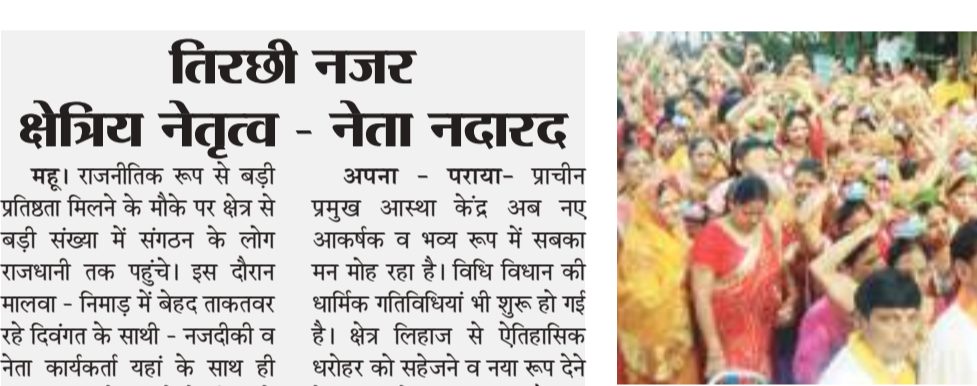 तिरछी नजर
क्षेत्रिय नेतृत्व - नेता नदारद
महू। राजनीतिक रूप से बड़ी
प्रतिष्ठता मिलने के मौके पर क्षेत्र से
बड़ी संख्या में संगठन के लोग
राजधानी तक पहुंचे। इस दौरान
मालवा - निमाड़ में बेहद ताकतवर
रहे दिवंगत के साथी - नजदीकी व
नेता कार्यकर्ता यहां के साथ ही
अपना - पराया- प्राचीन
प्रमुख आस्था केंद्र अब नए
आकर्षक व भव्य रूप में सबका
मन मोह रहा है। विधि विधान की
धार्मिक गतिविधियां भी शुरू हो गई
है। क्षेत्र लिहाज से ऐतिहासिक
धरोहर को सहेजने व नया रूप देने